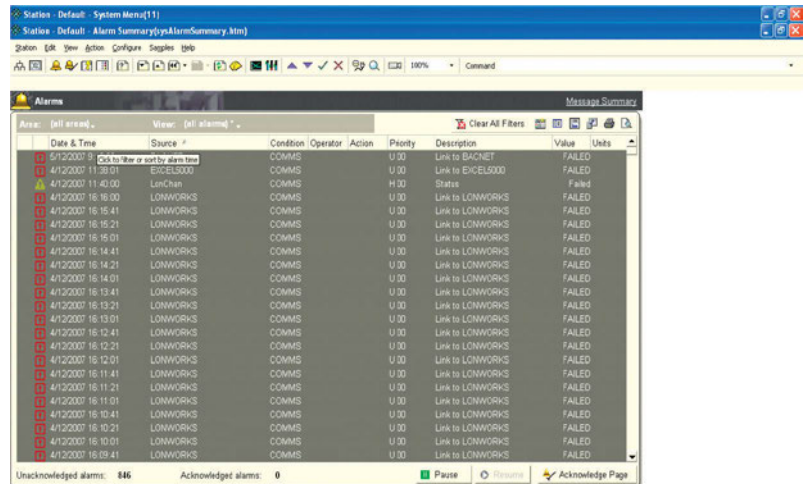 Station - Default - System Menu(11)
Station - Default - Alarm Summary(sysAlarmSummary.htm)
Station Edit View Action Configure Sagples Help
100% Command
Alarms Message Summary
Area: (all areas) View: (all alarms) * Clear All Filters
Date & Time Source Condition Operator Action Priority Description Value Units
5/12/2007 9: COMMS U 00 Link to BACNET FAILED
Click to filter or sort by alarm time
4/12/2007 11:38:01 EXCEL5000 COMMS U 00 Link to EXCEL5000 FAILED
4/12/2007 11:40:00 LonChan COMMS H 00 Status Failed
4/12/2007 16:16:00 LONWORKS COMMS U 00 Link to LONWORKS FAILED
4/12/2007 16:15:41 LONWORKS COMMS U 00 Link to LONWORKS FAILED
4/12/2007 16:15:21 LONWORKS COMMS U 00 Link to LONWORKS FAILED
4/12/2007 16:15:01 LONWORKS COMMS U 00 Link to LONWORKS FAILED
4/12/2007 16:14:41 LONWORKS COMMS U 00 Link to LONWORKS FAILED
4/12/2007 16:14:21 LONWORKS COMMS U 00 Link to LONWORKS FAILED
4/12/2007 16:14:01 LONWORKS COMMS U 00 Link to LONWORKS FAILED
4/12/2007 16:13:41 LONWORKS COMMS U 00 Link to LONWORKS FAILED
4/12/2007 16:13:21 LONWORKS COMMS U 00 Link to LONWORKS FAILED
4/12/2007 16:13:01 LONWORKS COMMS U 00 Link to LONWORKS FAILED
4/12/2007 16:12:41 LONWORKS COMMS U 00 Link to LONWORKS FAILED
4/12/2007 16:12:21 LONWORKS COMMS U 00 Link to LONWORKS FAILED
4/12/2007 16:12:01 LONWORKS COMMS U 00 Link to LONWORKS FAILED
4/12/2007 16:11:41 LONWORKS COMMS U 00 Link to LONWORKS FAILED
4/12/2007 16:11:21 LONWORKS COMMS U 00 Link to LONWORKS FAILED
4/12/2007 16:11:01 LONWORKS COMMS U 00 Link to LONWORKS FAILED
4/12/2007 16:10:41 LONWORKS COMMS U 00 Link to LONWORKS FAILED
4/12/2007 16:10:21 LONWORKS COMMS U 00 Link to LONWORKS FAILED
4/12/2007 16:10:01 LONWORKS COMMS U 00 Link to LONWORKS FAILED
4/12/2007 16:09:41 LONWORKS COMMS U 00 Link to LONWORKS FAILED
Unacknowledged alarms: 846 Acknowledged alarms: 0 Pause Resume Acknowledge Page